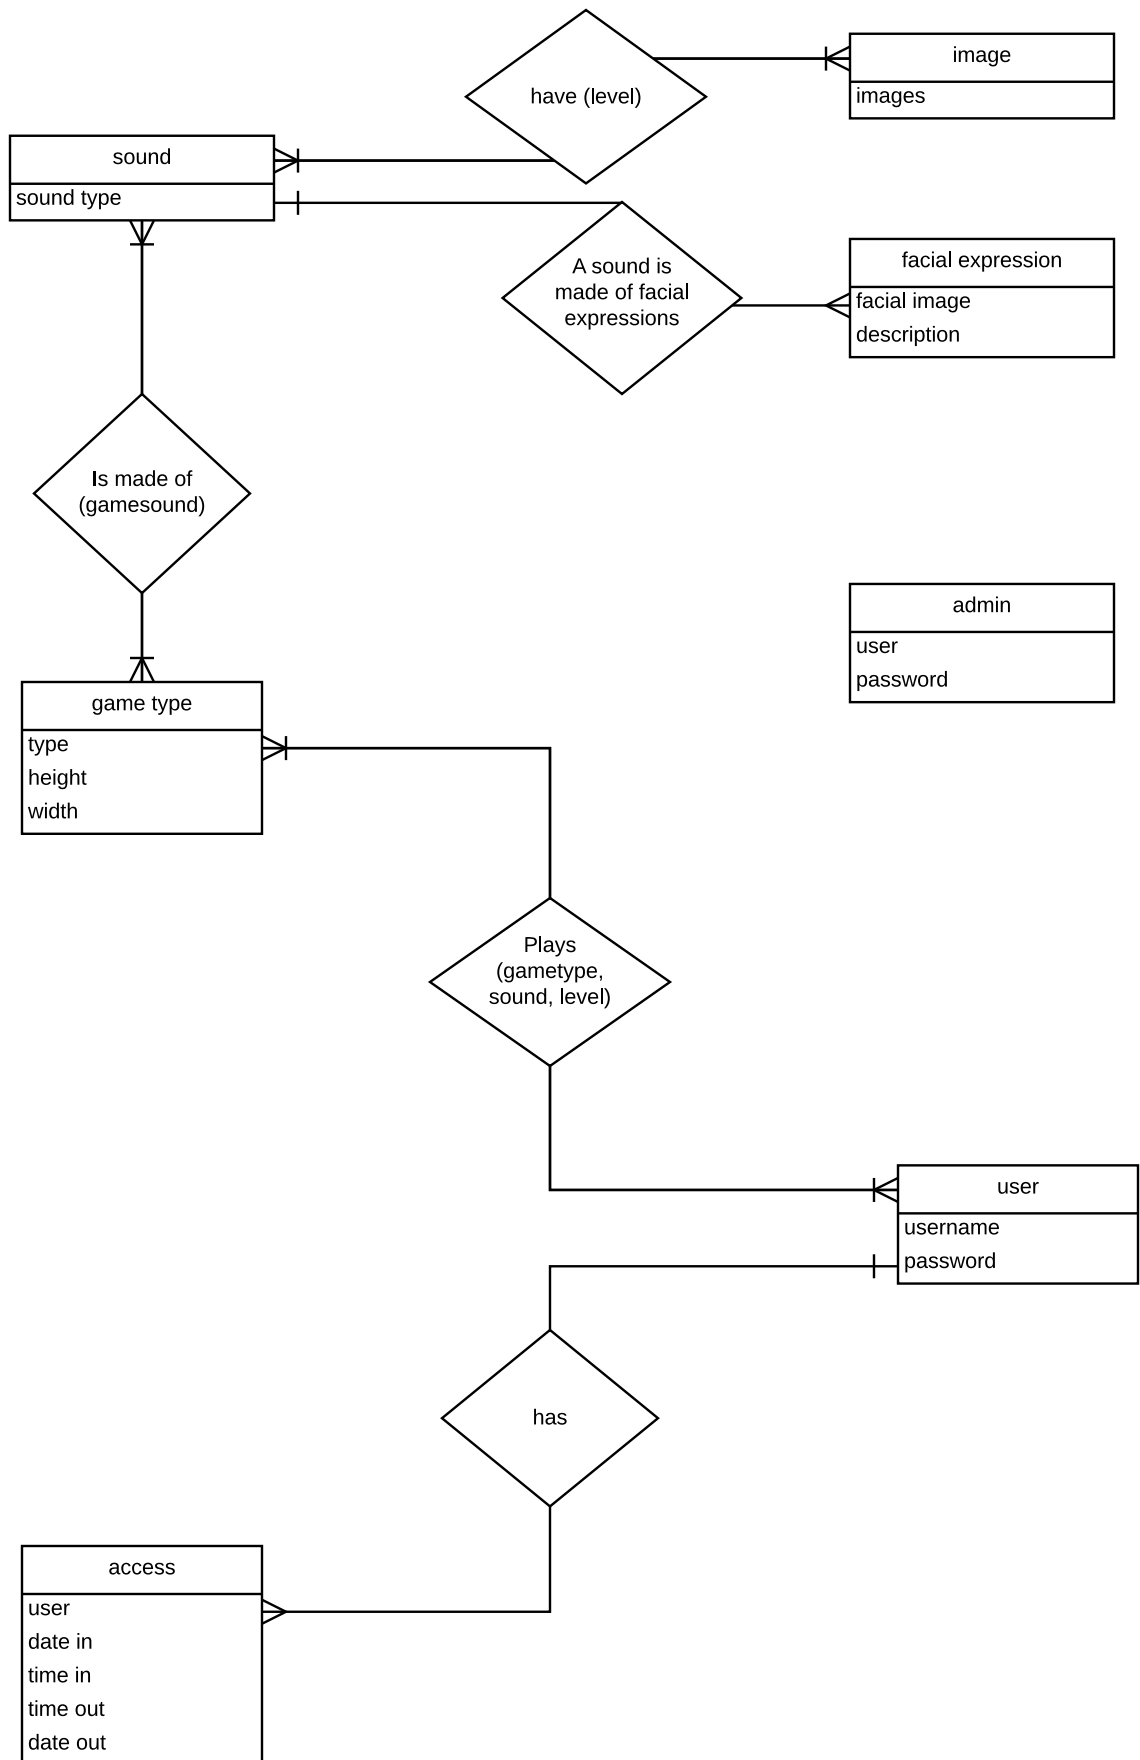 have (level)
image
images
sound
sound type
A sound is
made of facial
expressions
facial expression
facial image
description
Is made of
(gamesound)
admin
user
password
game type
type
height
width
Plays
(gametype,
sound, level)
user
username
password
has
access
user
date in
time in
time out
date out